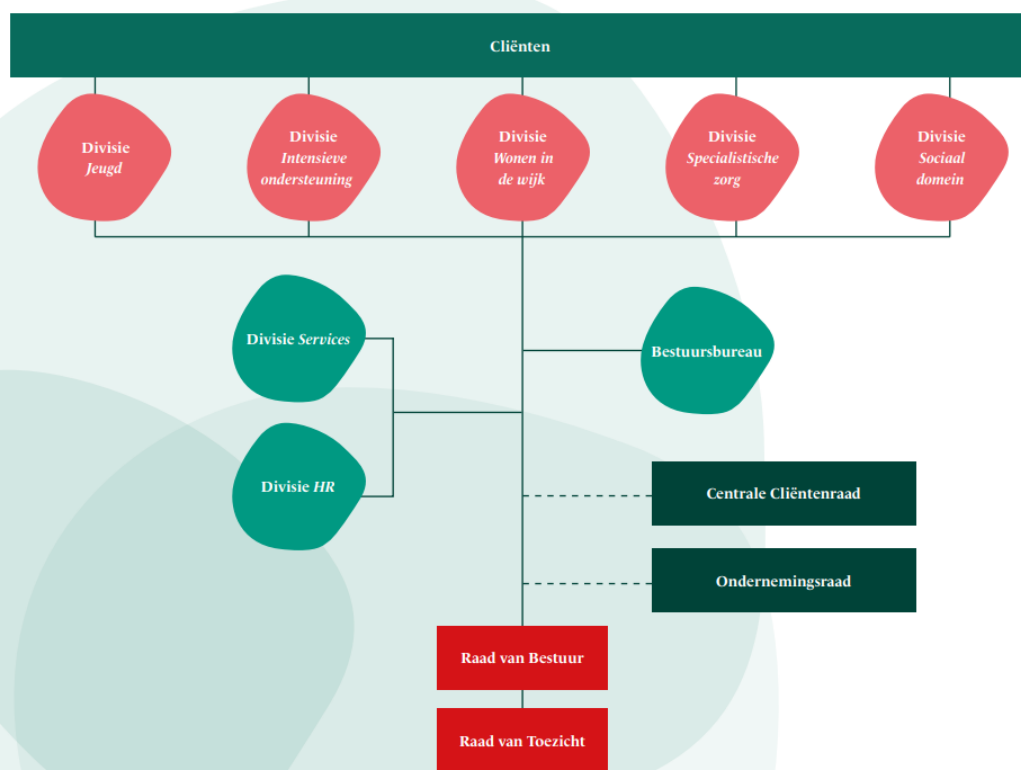 Cliënten
Divisie
Jeugd
Divisie
Intensieve
ondersteuning
Divisie
Wonen in
de wijk
Divisie
Specialistische
zorg
Divisie
Sociaal
domein
Divisie Services
Bestuursbureau
Divisie HR
Centrale Cliëntenraad
Ondernemingsraad
Raad van Bestuur
Raad van Toezicht